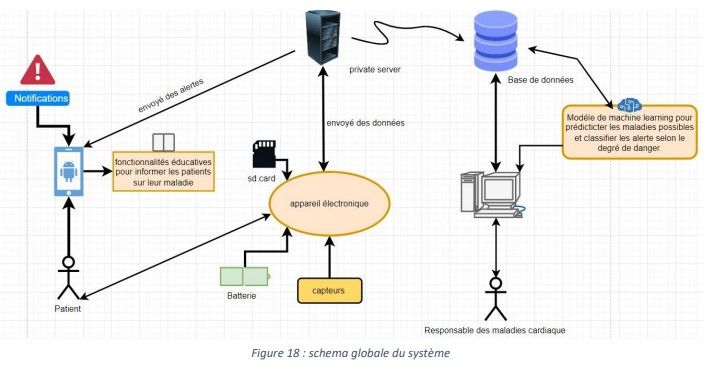 private server
Base de données
Notifications
envoyé des alertes
envoyé des données
Modéle de machine learning pour
prédicticter les maladies possibles
et classifier les alerte selon le
degré de danger.
fonctionnalités éducatives
pour informer les patients
sur leur maladie
sd card
appareil électronique
Batterie
capteurs
Patient
Responsable des maladies cardiaque
Figure 18 : schema globale du système